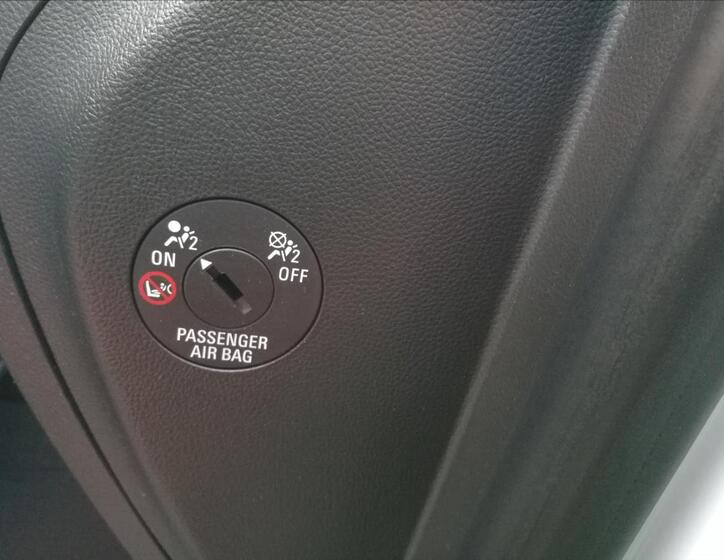 2 2
ON OFF
PASSENGER
AIR BAG